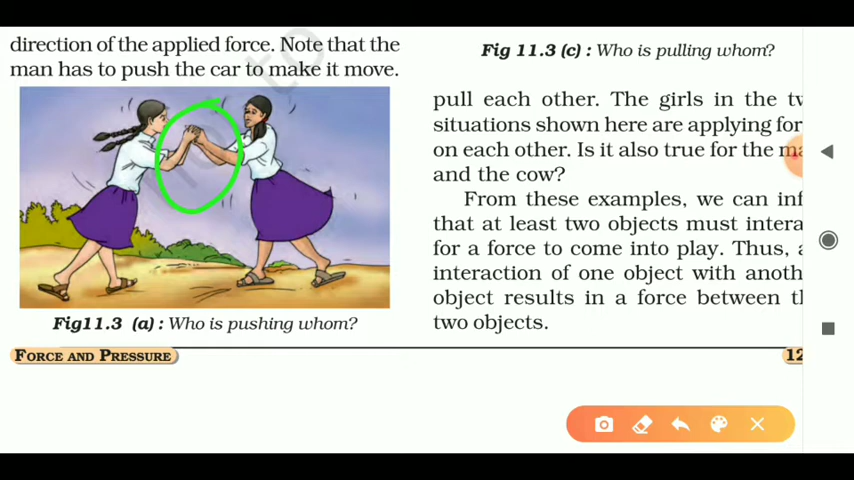 direction of the applied force. Note that the
man has to push the car to make it move.
Fig11.3 (a) : Who is pushing whom?
FORCE AND PRESSURE
Fig 11.3 (c) : Who is pulling whom?
pull each other. The girls in the
situations shown here are applying
on each other. Is it also true for the
and the cow?
From these examples, we can
that at least two objects must
for a force to come into play. Thus,
interaction of one object with
object results in a force between
two objects.